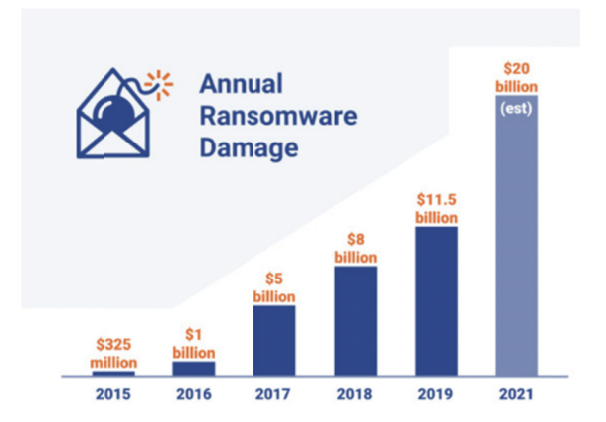 Annual
Ransomware
Damage
$325
million
$1
billion
$5
billion
$8
billion
$11.5
billion
$20
billion
(est)
2015 2016 2017 2018 2019 2021